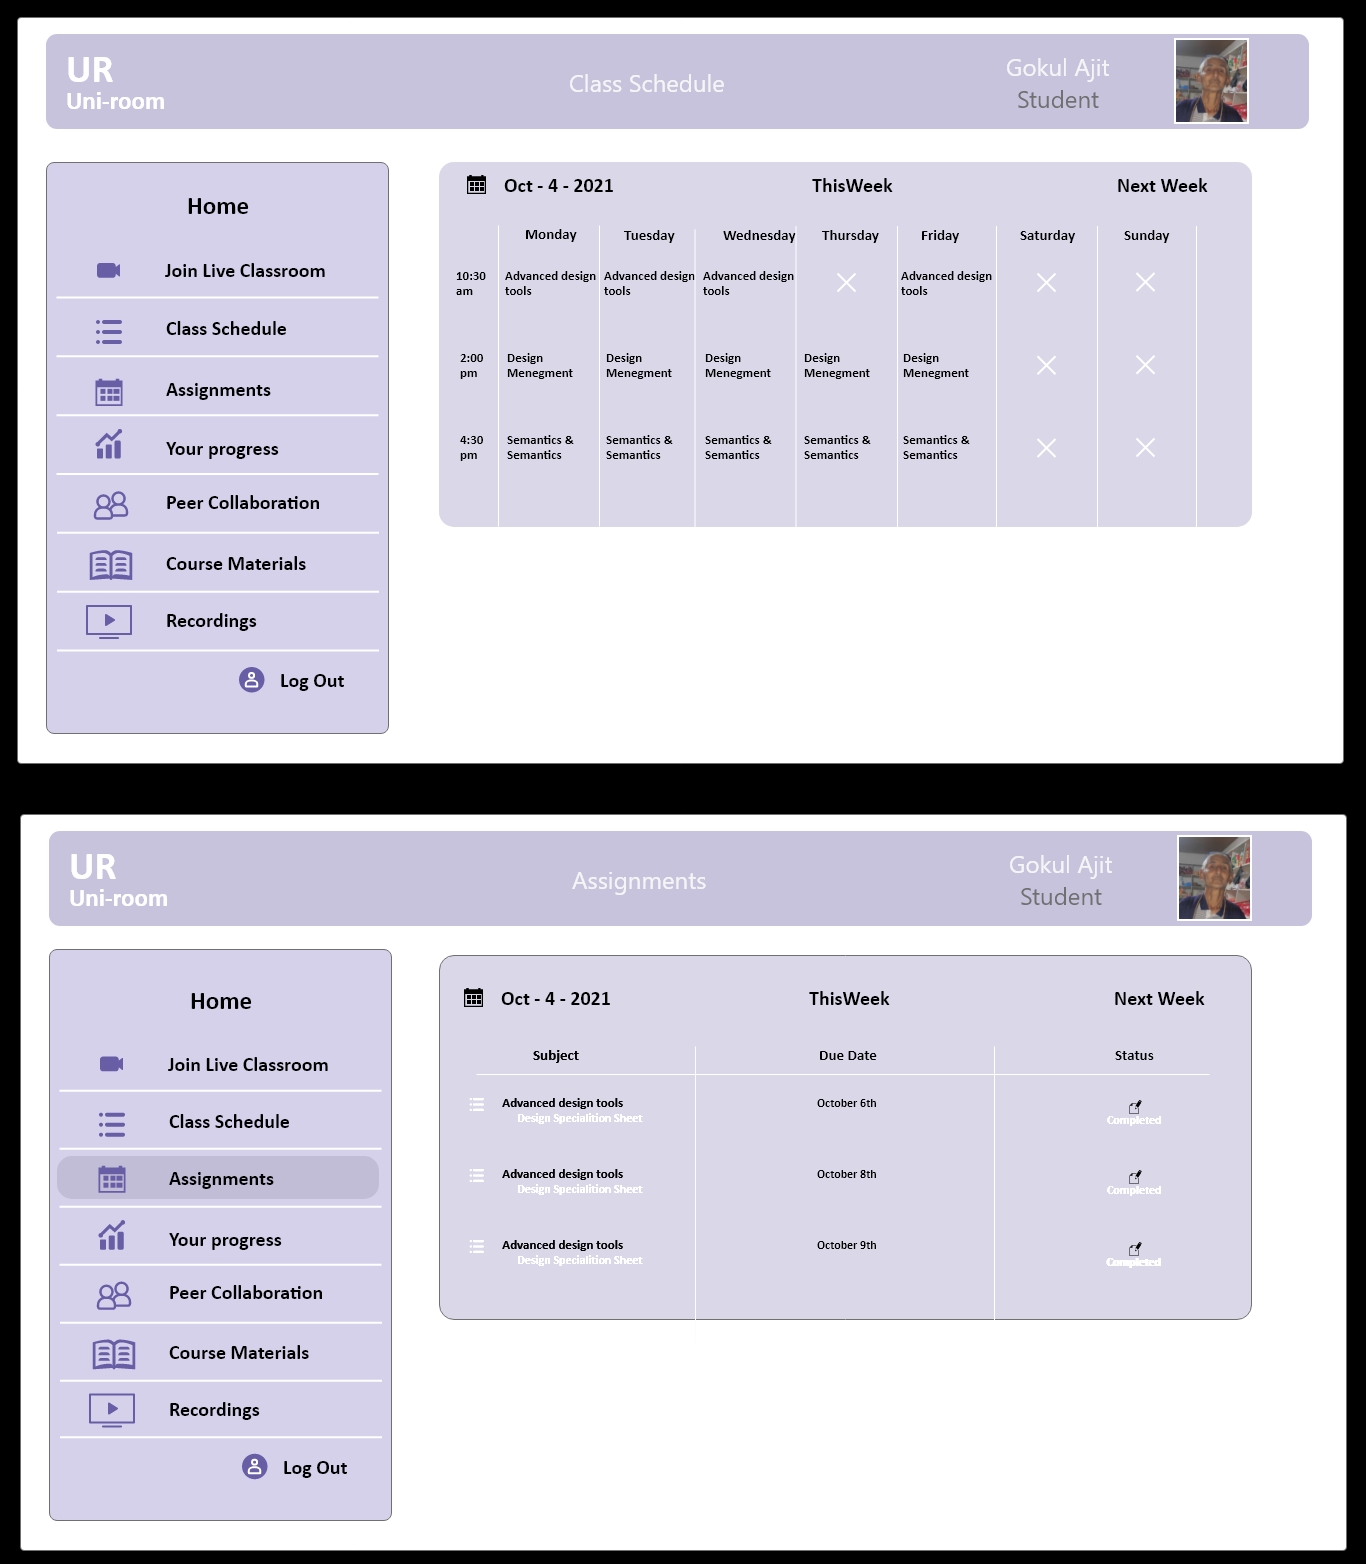 UR
Uni-room
Class Schedule
Gokul Ajit
Student
Home
Join Live Classroom
Class Schedule
Assignments
Your progress
Peer Collaboration
Course Materials
Recordings
Log Out
Oct - 4 - 2021 ThisWeek Next Week
Monday Tuesday Wednesday Thursday Friday Saturday Sunday
10:30 Advanced design Advanced design Advanced design Advanced design
am tools tools tools tools
2:00 Design Design Design Design Design
pm Menegment Menegment Menegment Menegment Menegment
4:30 Semantics & Semantics & Semantics & Semantics & Semantics &
pm Semantics Semantics Semantics Semantics Semantics
UR
Uni-room
Assignments
Gokul Ajit
Student
Home
Join Live Classroom
Class Schedule
Assignments
Your progress
Peer Collaboration
Course Materials
Recordings
Log Out
Oct - 4 - 2021 ThisWeek Next Week
Subject Due Date Status
Advanced design tools October 6th
Design Specialition Sheet Completed
Advanced design tools October 8th
Design Specialition Sheet Completed
Advanced design tools October 9th
Design Specialition Sheet Completed